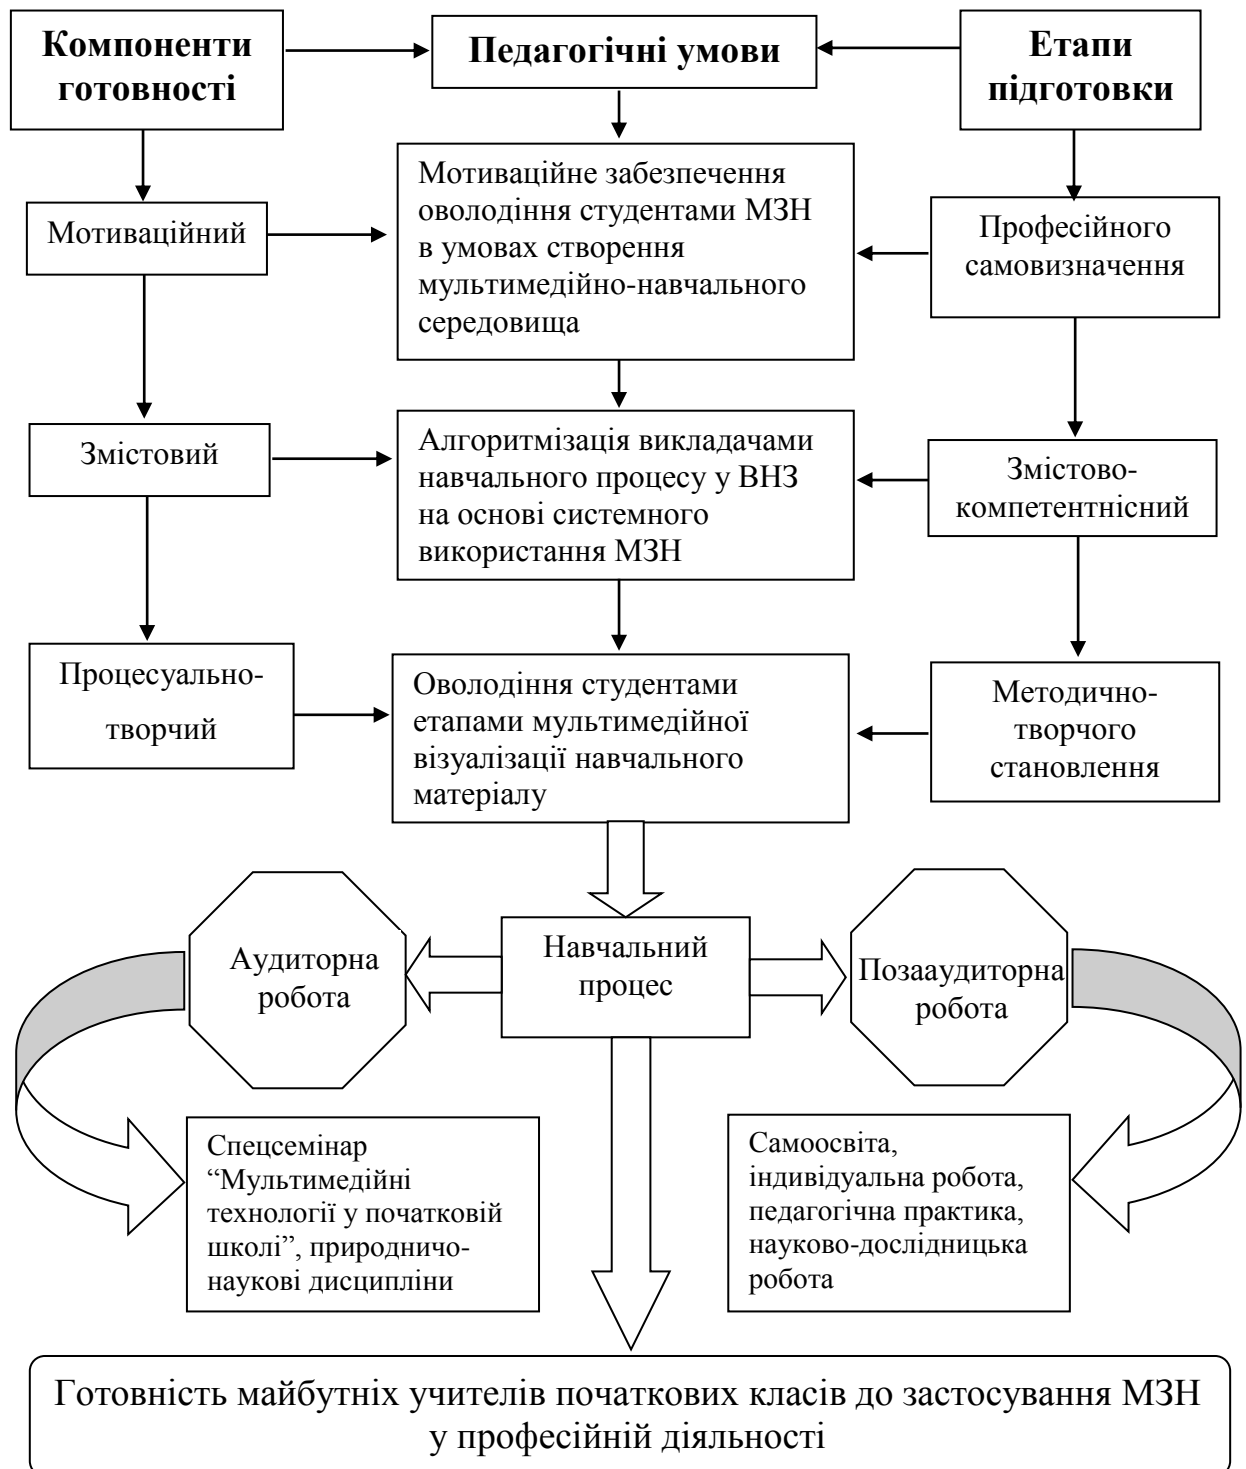 Компоненти
готовності
Педагогічні умови
Етапи
підготовки
Мотиваційний
Мотиваційне забезпечення
оволодіння студентами МЗН
в умовах створення
мультимедійно-навчального
середовища
Професійного
самовизначення
Змістовий
Алгоритмізація викладачами
навчального процесу у ВНЗ
на основі системного
використання МЗН
Змістово-
компетентнісний
Процесуально-
творчий
Оволодіння студентами
етапами мультимедійної
візуалізації навчального
матеріалу
Методично-
творчого
становлення
Аудиторна
робота
Навчальний
процес
Позааудиторна
робота
Спецсемінар
“Мультимедійні
технології у початковій
школі”, природничо-
наукові дисципліни
Самоосвіта,
індивідуальна робота,
педагогічна практика,
науково-дослідницька
робота
Готовність майбутніх учителів початкових класів до застосування МЗН
у професійній діяльності